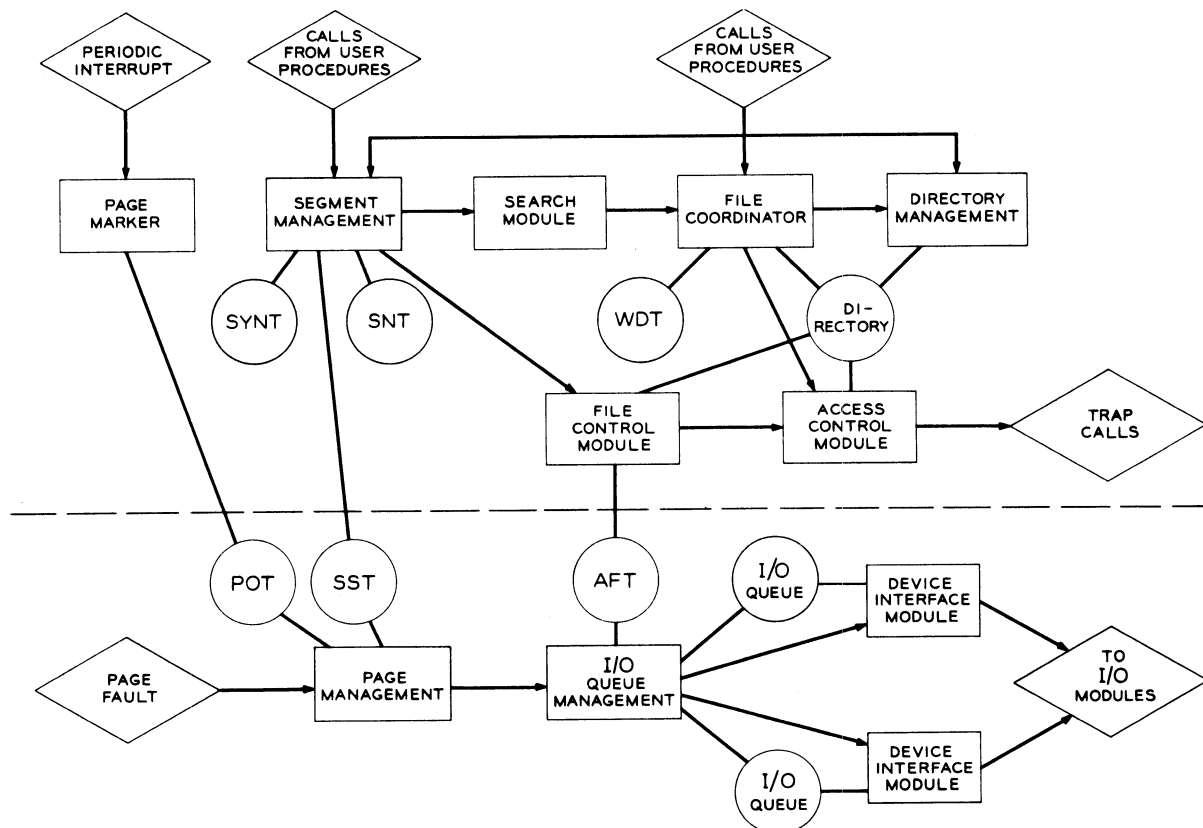 PERIODIC
INTERRUPT
CALLS
FROM USER
PROCEDURES
CALLS
FROM USER
PROCEDURES
PAGE
MARKER
SEGMENT
MANAGEMENT
SEARCH
MODULE
FILE
COORDINATOR
DIRECTORY
MANAGEMENT
SYNT
SNT
WDT
DI-
RECTORY
FILE
CONTROL
MODULE
ACCESS
CONTROL
MODULE
TRAP
CALLS
POT
SST
AFT
I/O
QUEUE
DEVICE
INTERFACE
MODULE
PAGE
FAULT
PAGE
MANAGEMENT
I/O
QUEUE
MANAGEMENT
TO
I/O
MODULES
I/O
QUEUE
DEVICE
INTERFACE
MODULE